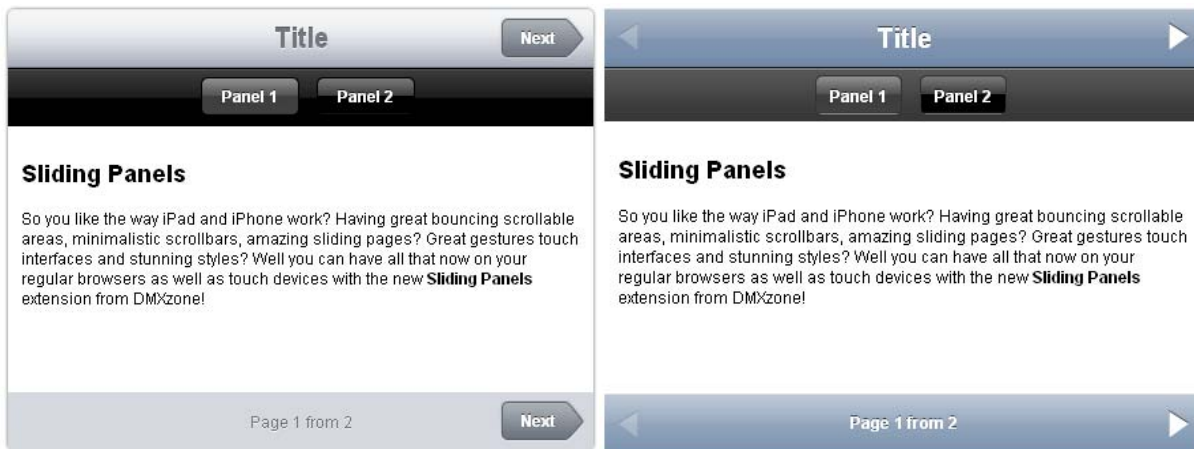 Title
Next
Panel 1
Panel 2
Sliding Panels
So you like the way iPad and iPhone work? Having great bouncing scrollable
areas, minimalistic scrollbars, amazing sliding pages? Great gestures touch
interfaces and stunning styles? Well you can have all that now on your
regular browsers as well as touch devices with the new Sliding Panels
extension from DMXzone!
Page 1 from 2
Next
Title
Panel 1
Panel 2
Sliding Panels
So you like the way iPad and iPhone work? Having great bouncing scrollable
areas, minimalistic scrollbars, amazing sliding pages? Great gestures touch
interfaces and stunning styles? Well you can have all that now on your
regular browsers as well as touch devices with the new Sliding Panels
extension from DMXzone!
Page 1 from 2